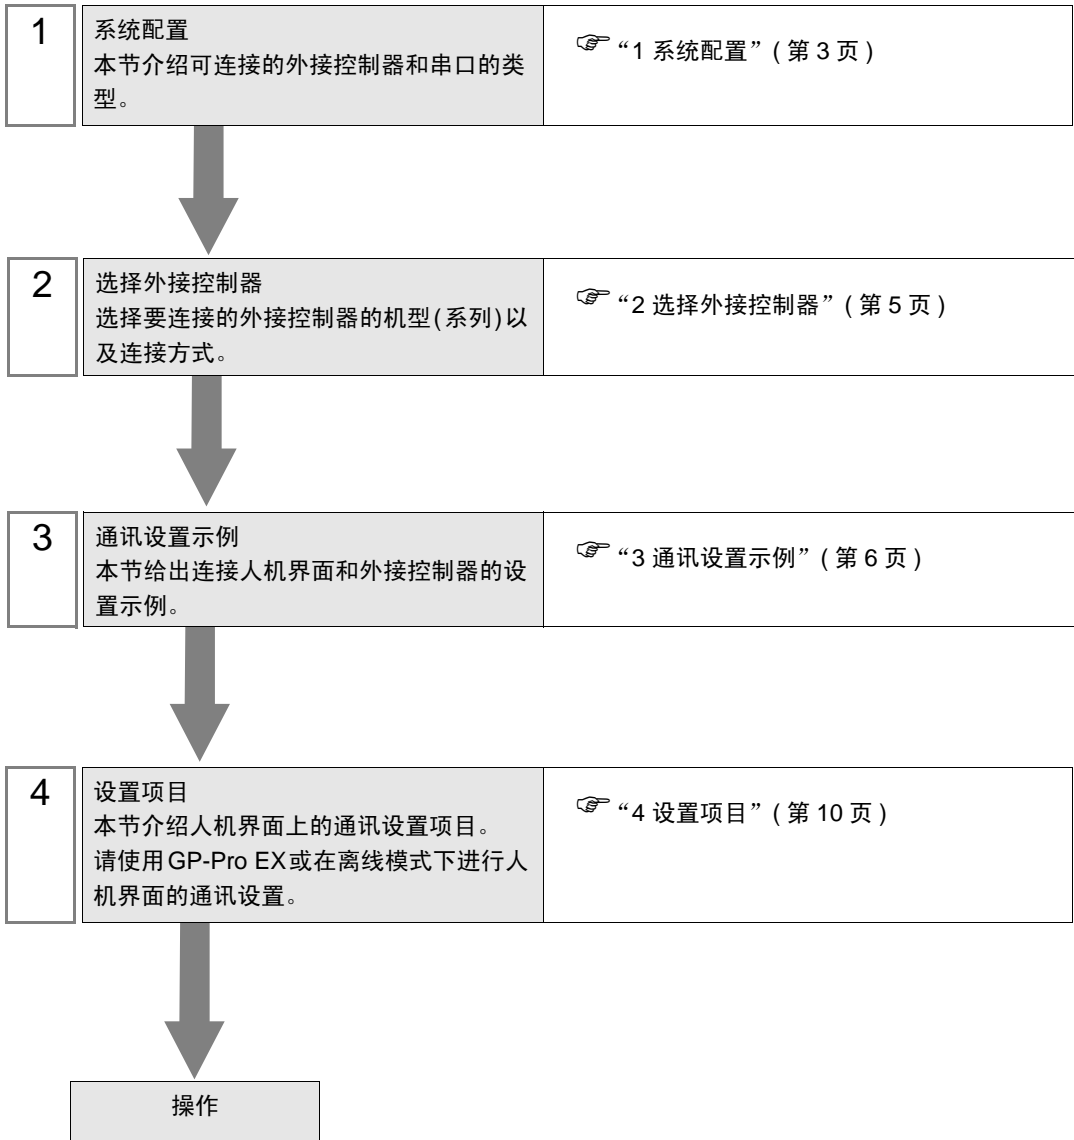 1
系统配置
本节介绍可连接的外接控制器和串口的类
型。
☞“1 系统配置” ( 第 3 页 )
2
选择外接控制器
选择要连接的外接控制器的机型(系列)以
及连接方式。
☞“2 选择外接控制器” ( 第 5 页 )
3
通讯设置示例
本节给出连接人机界面和外接控制器的设
置示例。
☞“3 通讯设置示例” ( 第 6 页 )
4
设置项目
本节介绍人机界面上的通讯设置项目。
请使用GP-Pro EX或在离线模式下进行人
机界面的通讯设置。
☞“4 设置项目” ( 第 10 页 )
操作